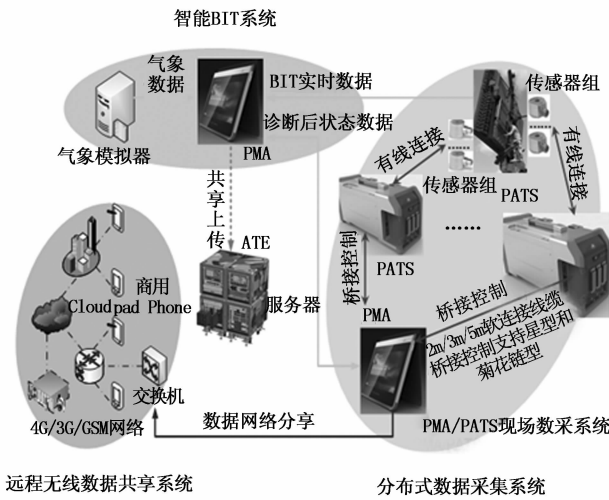 智能BIT系统
气象
数据
BIT实时数据
传感器组
诊断后状态数据
气象模拟器
PMA
有线连接
有线连接
传感器组
PATS
共享上传
ATE
......
商用
Cloud pad Phone
服务器
桥接控制
PATS
PMA
桥接控制
2m/3m/5m软连接线缆
桥接控制支持星型和
菊花链型
交换机
4G/3G/GSM网络
数据网络分享
PMA/PATS现场数采系统
远程无线数据共享系统
分布式数据采集系统